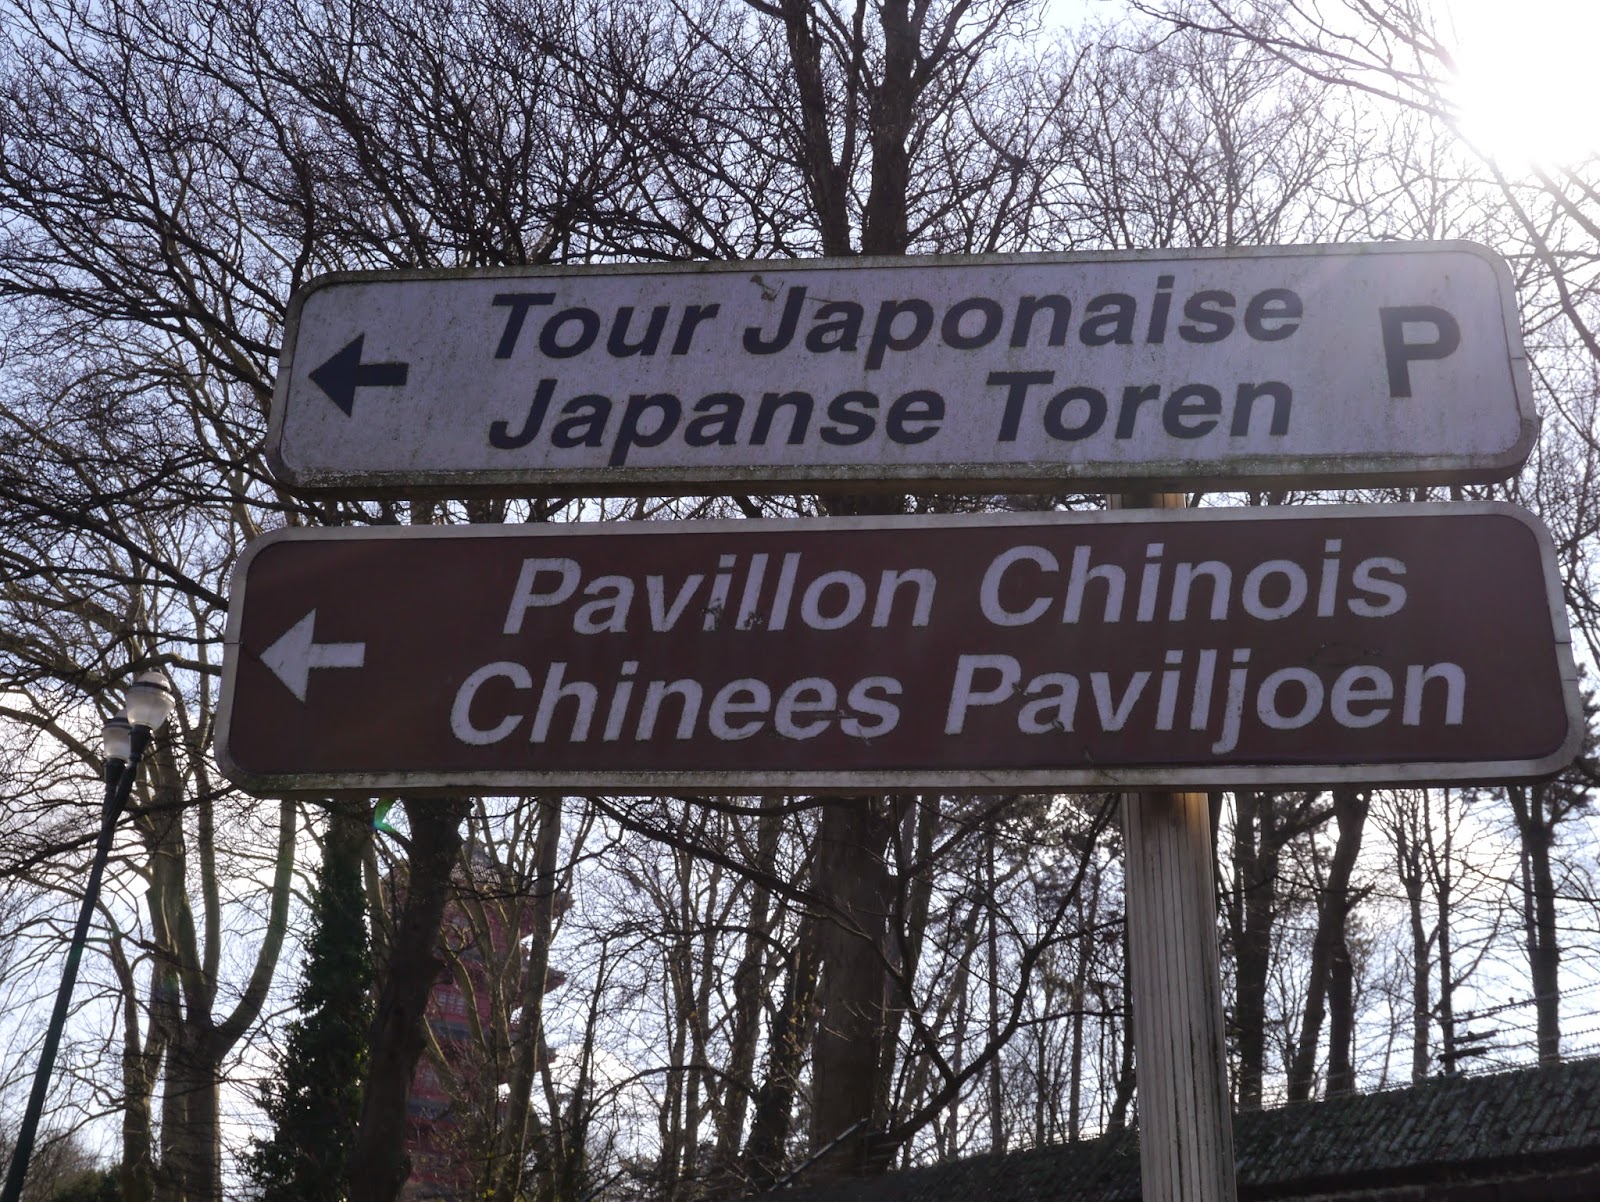 Tour Japonaise P
Japanse Toren
Pavillon Chinois
Chinees Paviljoen